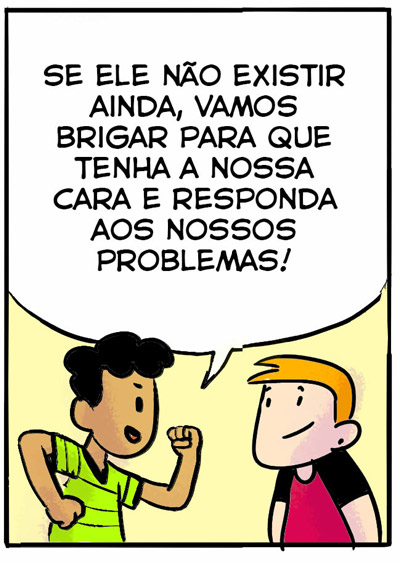 SE ELE NÃO EXISTIR
AINDA, VAMOS
BRIGAR PARA QUE
TENHA A NOSSA
CARA E RESPONDA
AOS NOSSOS
PROBLEMAS!